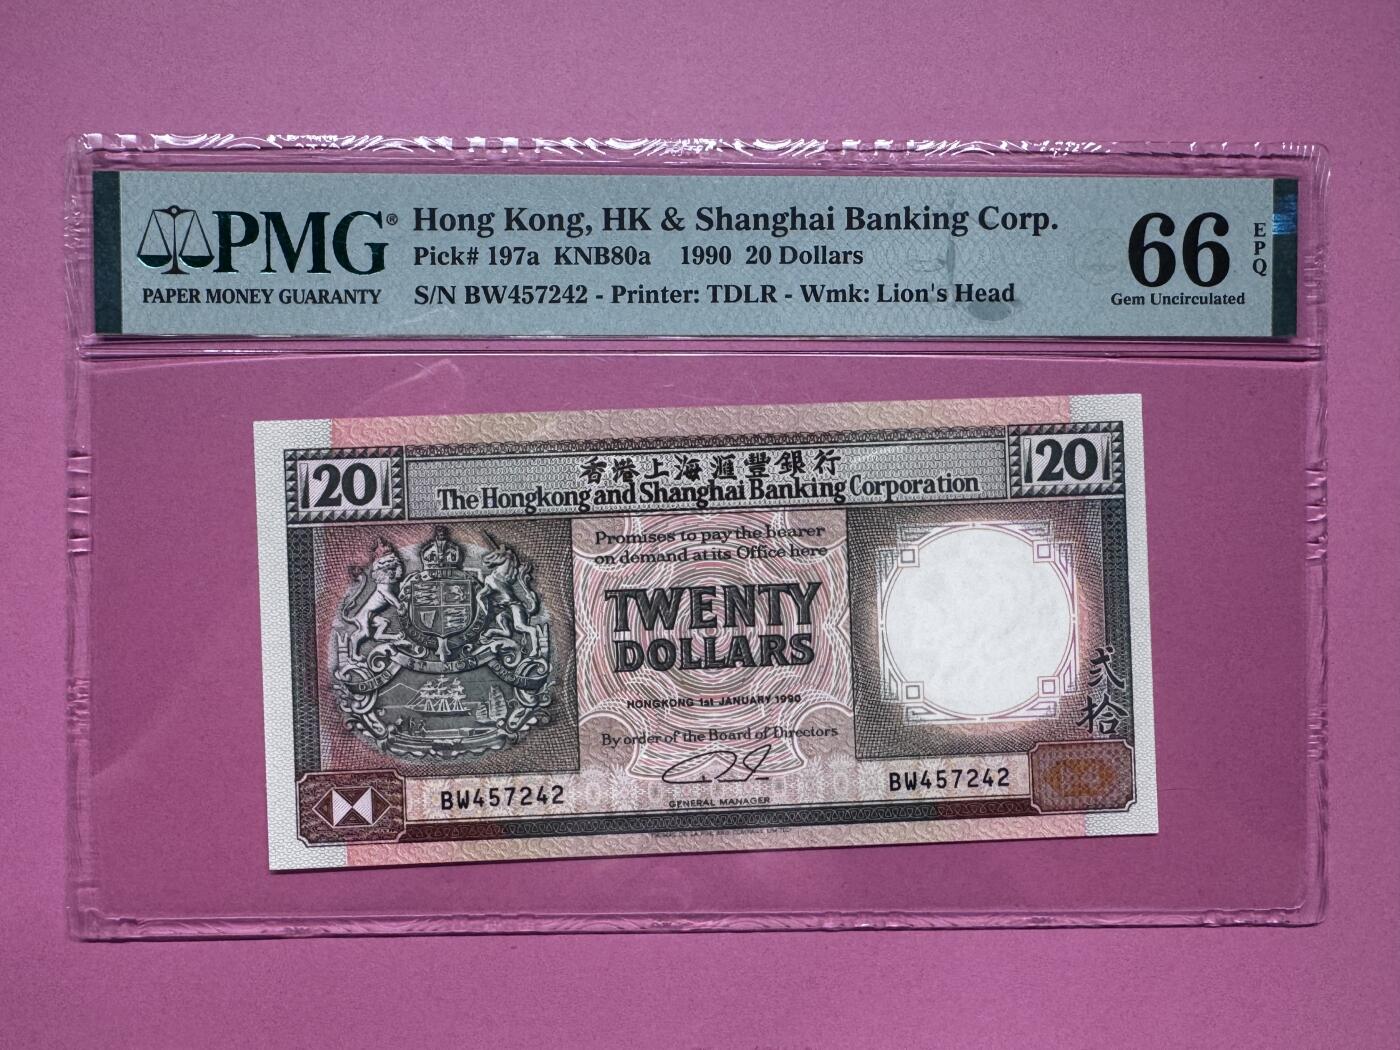 PMG®
PAPER MONEY GUARANTY
Hong Kong, HK & Shanghai Banking Corp.
Pick# 197a KNB80a 1990 20 Dollars
S/N BW457242 - Printer: TDLR - Wmk: Lion's Head
66
EPQ
Gem Uncirculated
20
香港上海滙豐銀行
The Hongkong and Shanghai Banking Corporation
20
Promises to pay the bearer
on demand at its Office here
TWENTY
DOLLARS
HONGKONG 1st JANUARY 1990
By order of the Board of Directors
GENERAL MANAGER
貳拾
BW457242
BW457242